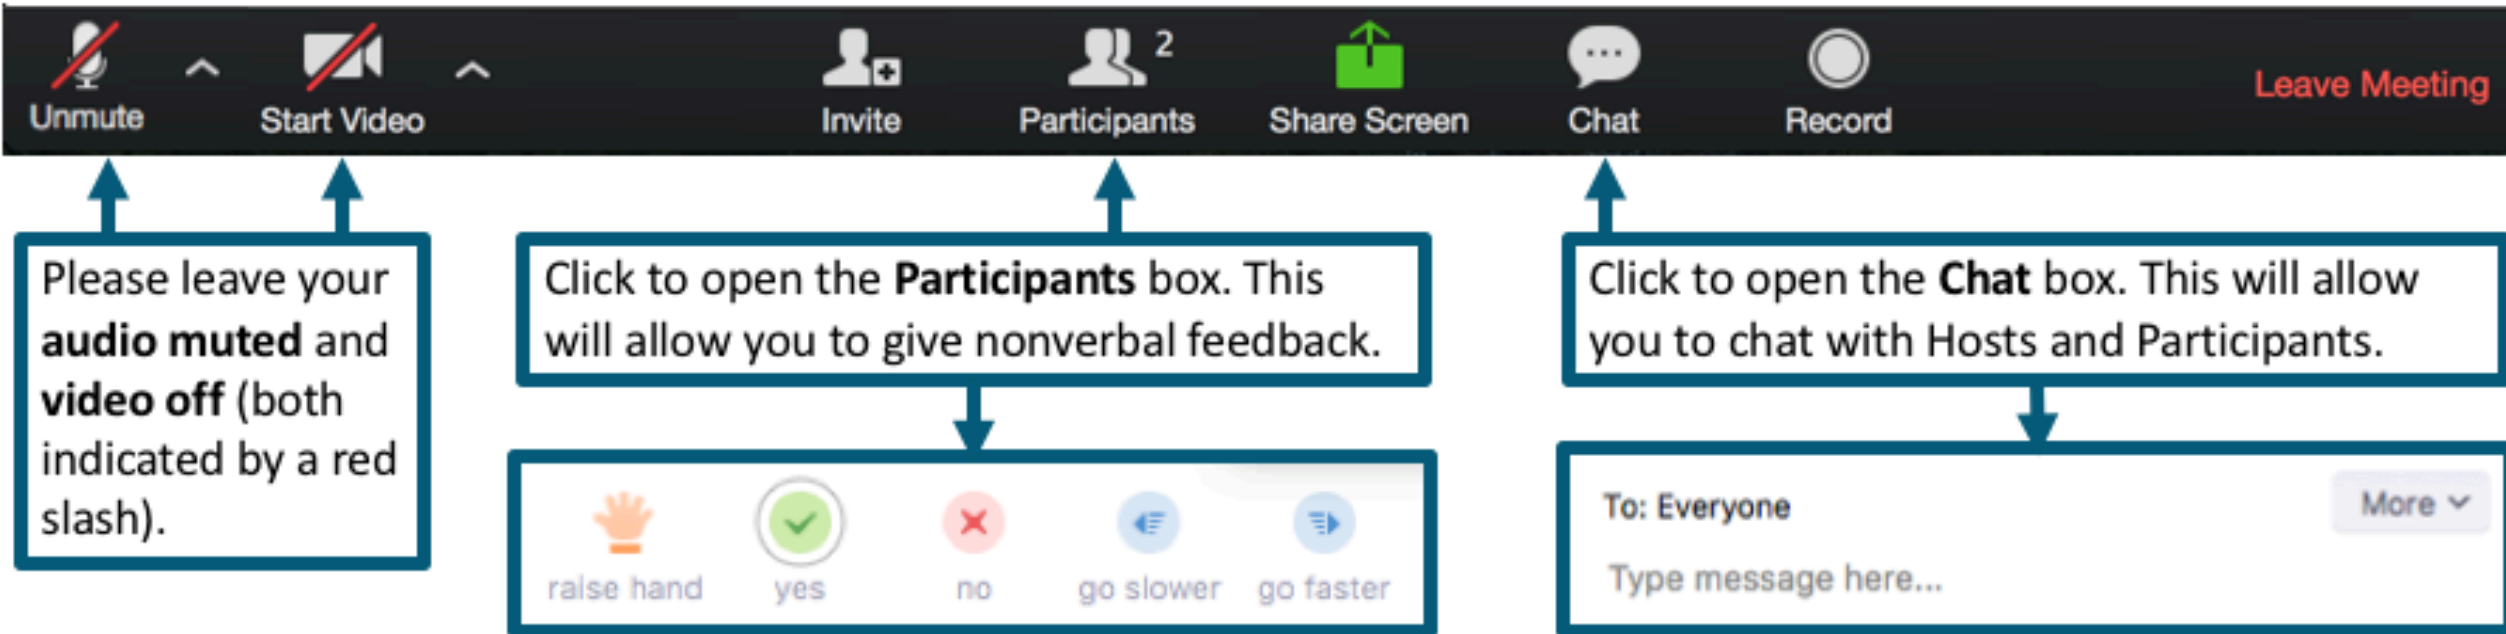 2
Unmute
Start Video
Invite
Participants
Share Screen
Chat
Record
Leave Meeting
Please leave your
audio muted and
video off (both
indicated by a red
slash).
Click to open the Participants box. This
will allow you to give nonverbal feedback.
Click to open the Chat box. This will allow
you to chat with Hosts and Participants.
raise hand
yes
no
go slower
go faster
To: Everyone
More
Type message here...